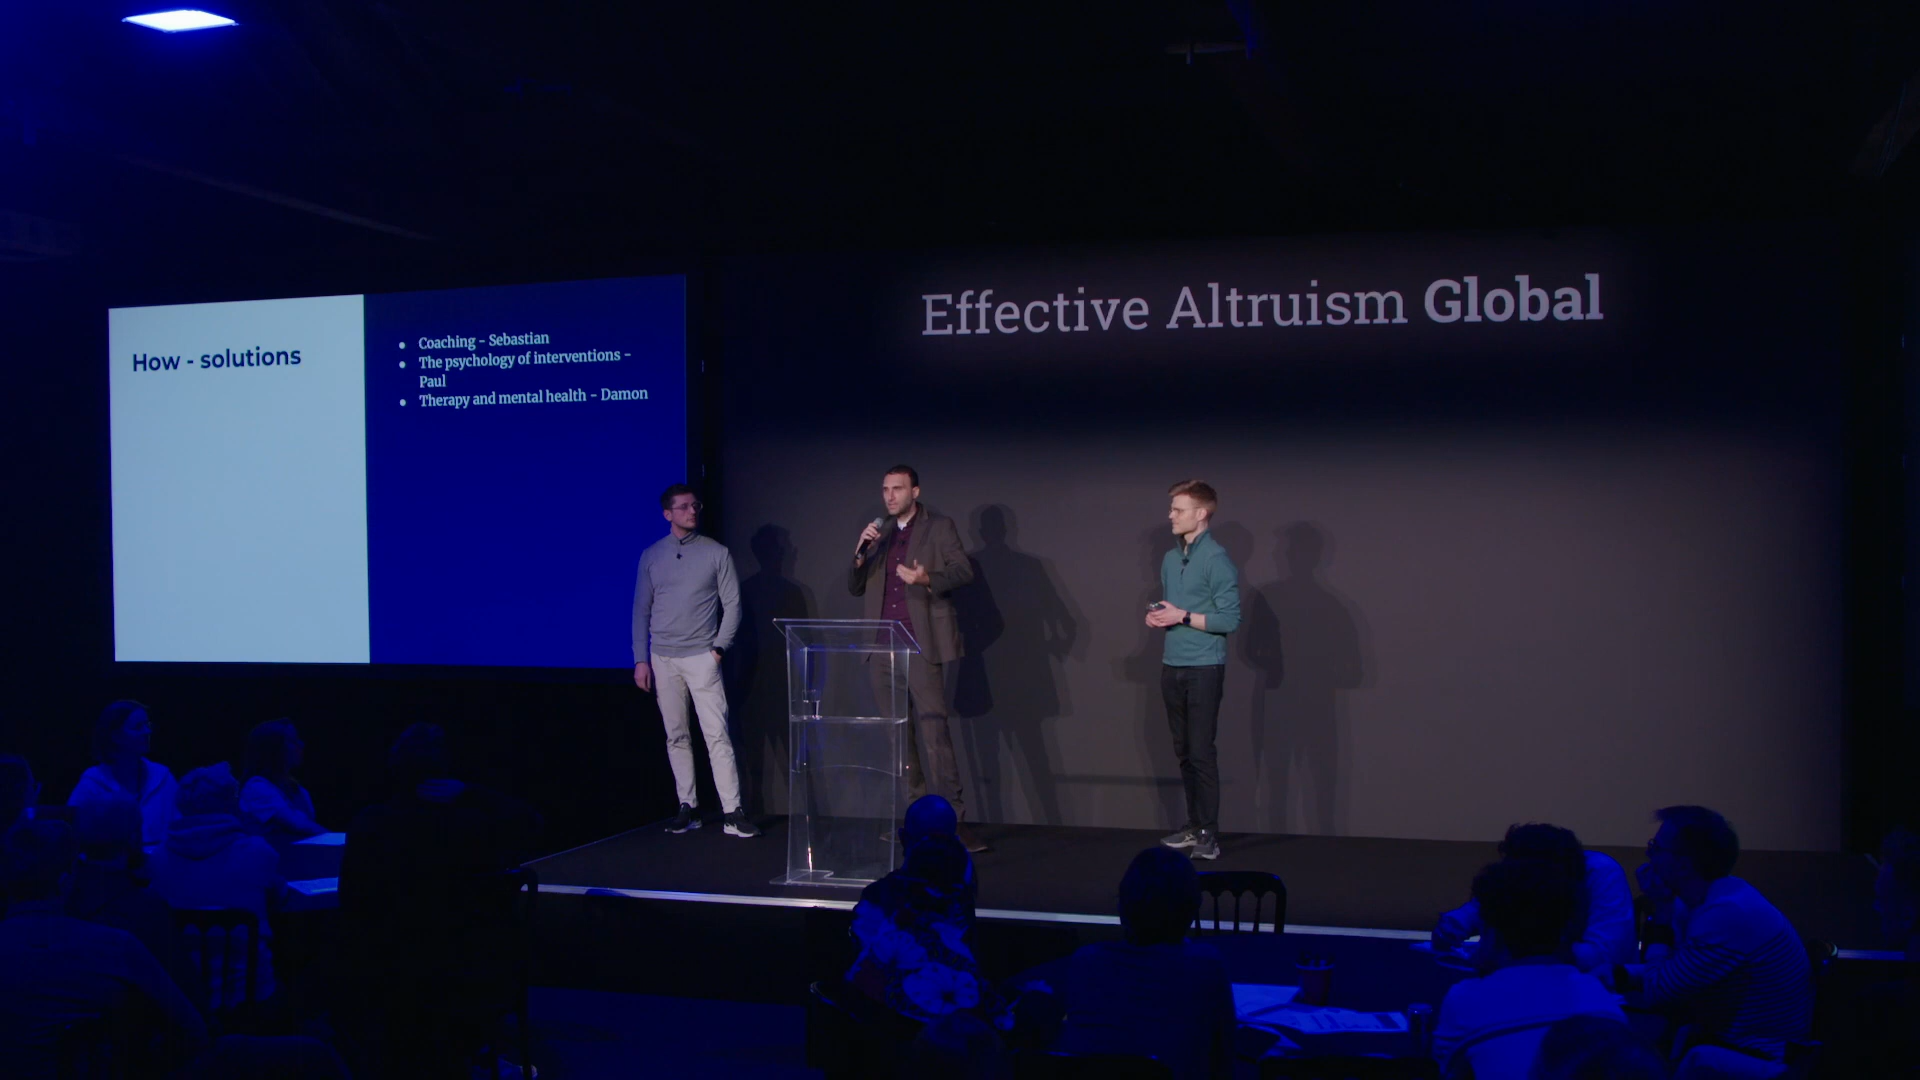 How - solutions
● Coaching – Sebastian
● The psychology of interventions –
Paul
● Therapy and mental health – Damon
Effective Altruism Global